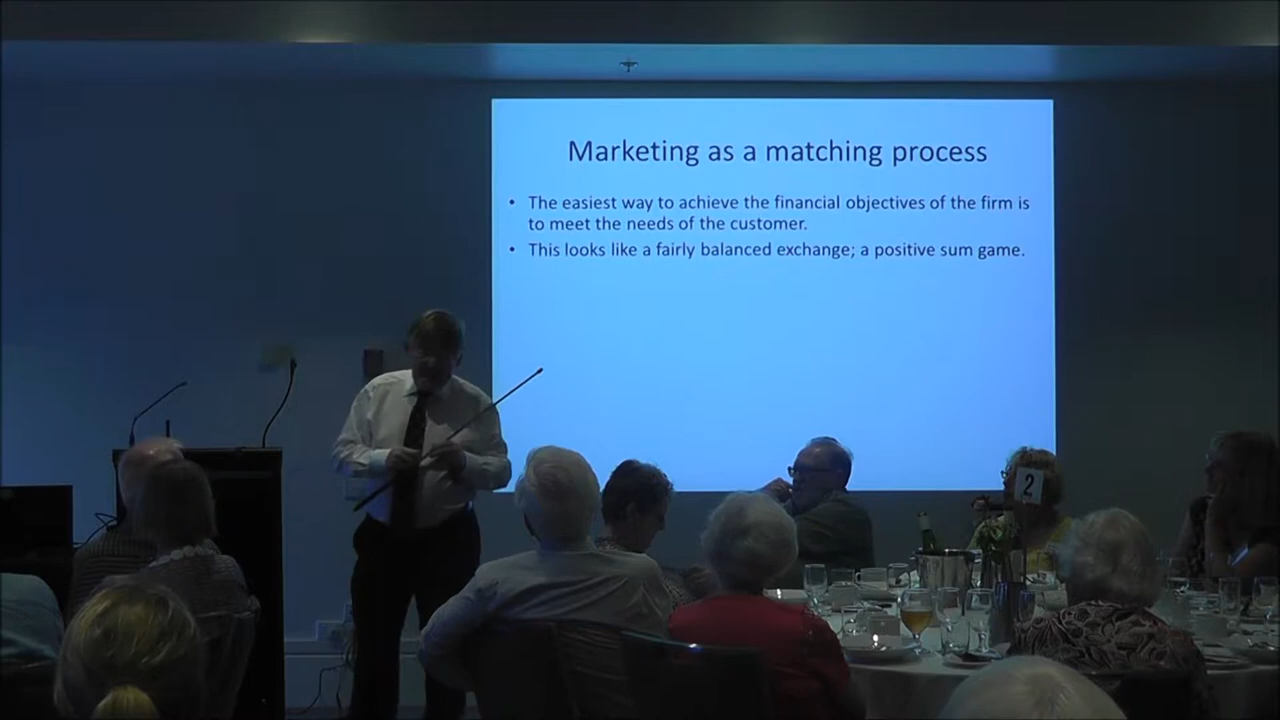 Marketing as a matching process
• The easiest way to achieve the financial objectives of the firm is
to meet the needs of the customer.
• This looks like a fairly balanced exchange; a positive sum game.
2